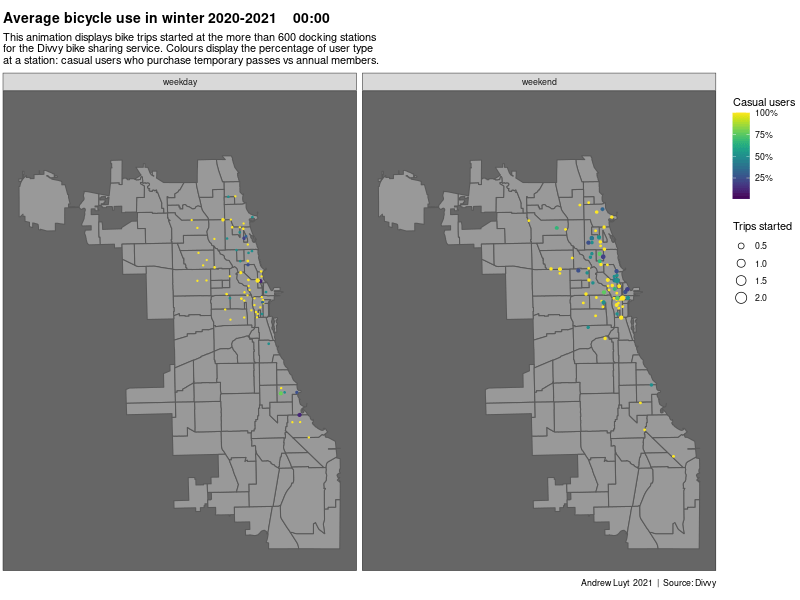 Average bicycle use in winter 2020-2021 00:00
This animation displays bike trips started at the more than 600 docking stations
for the Divvy bike sharing service. Colours display the percentage of user type
at a station: casual users who purchase temporary passes vs annual members.
weekday
weekend
Casual users
100%
75%
50%
25%
Trips started
0.5
1.0
1.5
2.0
Andrew Luyt 2021 | Source: Divvy